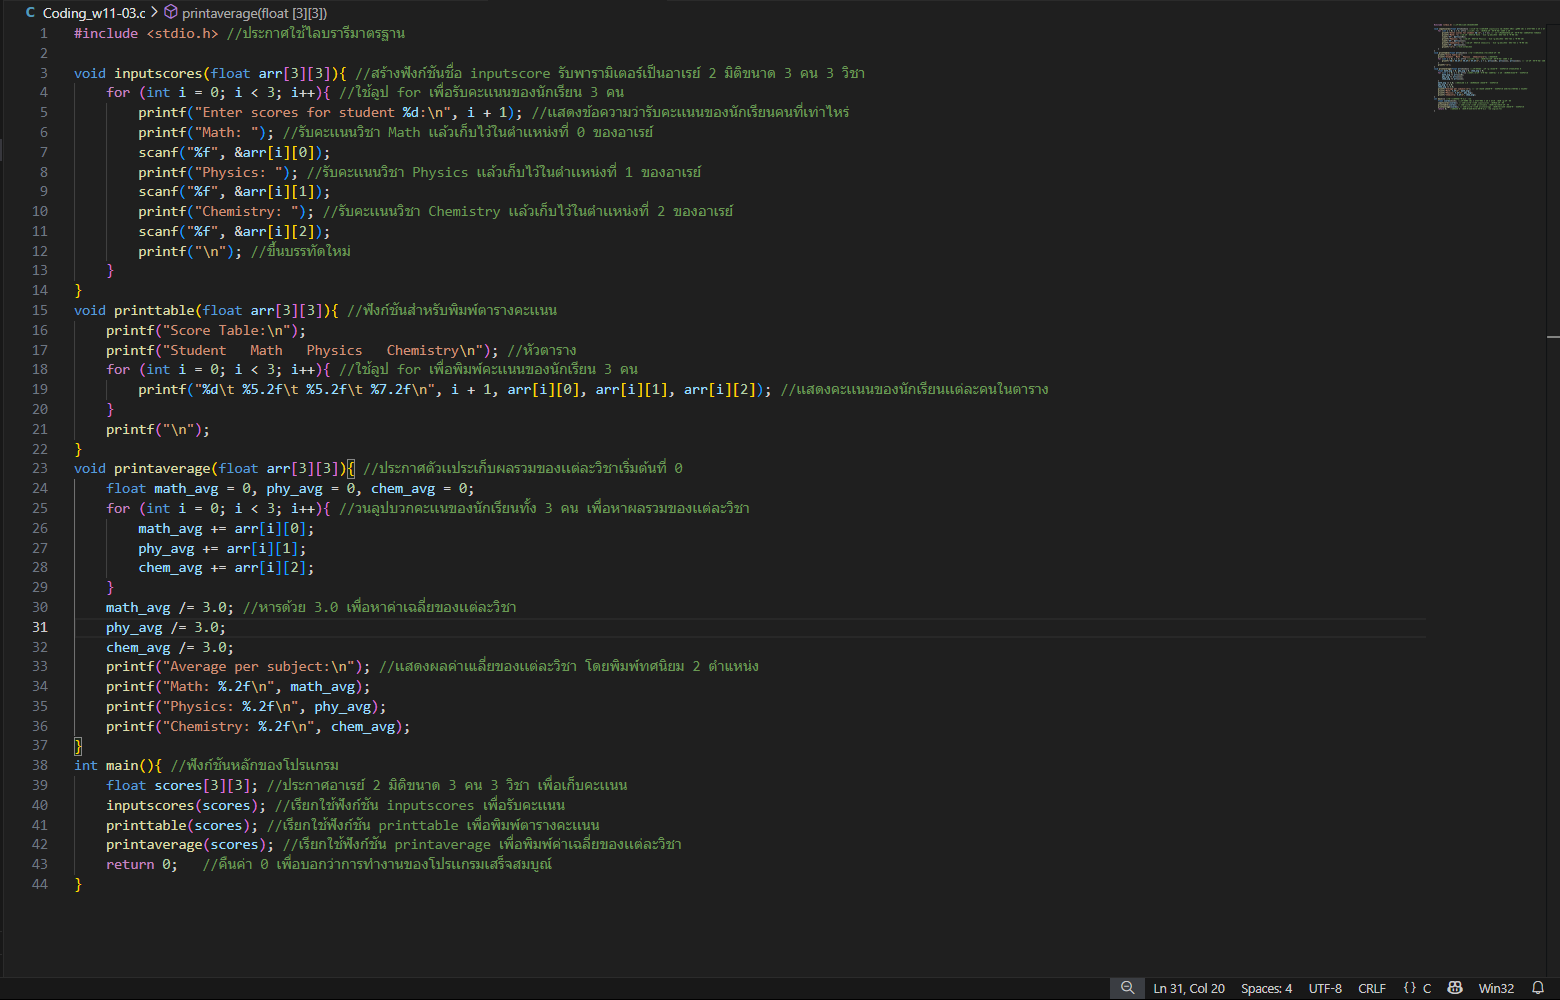 Coding_w11-03.c > printaverage(float [3][3])
1 #include <stdio.h> //ประกาศใช้ไลบรารีมาตรฐาน
2
3 void inputscores(float arr[3][3]){ //สร้างฟังก์ชันชื่อ inputscore รับพารามิเตอร์เป็นอาเรย์ 2 มิติขนาด 3 คน 3 วิชา
4 for (int i = 0; i < 3; i++){ //ใช้ลูป for เพื่อรับคะแนนของนักเรียน 3 คน
5 printf("Enter scores for student %d:\n", i + 1); //แสดงข้อความว่ารับคะแนนของนักเรียนคนที่เท่าไหร่
6 printf("Math: "); //รับคะแนนวิชา Math แล้วเก็บไว้ในตำแหน่งที่ 0 ของอาเรย์
7 scanf("%f", &arr[i][0]);
8 printf("Physics: "); //รับคะแนนวิชา Physics แล้วเก็บไว้ในตำแหน่งที่ 1 ของอาเรย์
9 scanf("%f", &arr[i][1]);
10 printf("Chemistry: "); //รับคะแนนวิชา Chemistry แล้วเก็บไว้ในตำแหน่งที่ 2 ของอาเรย์
11 scanf("%f", &arr[i][2]);
12 printf("\n"); //ขึ้นบรรทัดใหม่
13 }
14 }
15 void printtable(float arr[3][3]){ //ฟังก์ชันสำหรับพิมพ์ตารางคะแนน
16 printf("Score Table:\n");
17 printf("Student   Math   Physics   Chemistry\n"); //หัวตาราง
18 for (int i = 0; i < 3; i++){ //ใช้ลูป for เพื่อพิมพ์คะแนนของนักเรียน 3 คน
19 printf("%d\t %5.2f\t %5.2f\t %7.2f\n", i + 1, arr[i][0], arr[i][1], arr[i][2]); //แสดงคะแนนของนักเรียนแต่ละคนในตาราง
20 }
21 printf("\n");
22 }
23 void printaverage(float arr[3][3]){ //ประกาศตัวแประเก็บผลรวมของแต่ละวิชาเริ่มต้นที่ 0
24 float math_avg = 0, phy_avg = 0, chem_avg = 0;
25 for (int i = 0; i < 3; i++){ //วนลูปบวกคะแนของนักเรียนทั้ง 3 คน เพื่อหาผลรวมของแต่ละวิชา
26 math_avg += arr[i][0];
27 phy_avg += arr[i][1];
28 chem_avg += arr[i][2];
29 }
30 math_avg /= 3.0; //หารด้วย 3.0 เพื่อหาค่าเฉลี่ยของแต่ละวิชา
31 phy_avg /= 3.0;
32 chem_avg /= 3.0;
33 printf("Average per subject:\n"); //แสดงผลค่าเแลี่ยของแต่ละวิชา โดยพิมพ์ทศนิยม 2 ตำแหน่ง
34 printf("Math: %.2f\n", math_avg);
35 printf("Physics: %.2f\n", phy_avg);
36 printf("Chemistry: %.2f\n", chem_avg);
37 }
38 int main(){ //ฟังก์ชันหลักของโปรแกรม
39 float scores[3][3]; //ประกาศอาเรย์ 2 มิติขนาด 3 คน 3 วิชา เพื่อเก็บคะแนน
40 inputscores(scores); //เรียกใช้ฟังก์ชัน inputscores เพื่อรับคะแนน
41 printtable(scores); //เรียกใช้ฟังก์ชัน printtable เพื่อพิมพ์ตารางคะแนน
42 printaverage(scores); //เรียกใช้ฟังก์ชัน printaverage เพื่อพิมพ์ค่าเฉลี่ยของแต่ละวิชา
43 return 0;   //คืนค่า 0 เพื่อบอกว่าการทำงานของโปรแกรมเสร็จสมบูณ์
44 }
Ln 31, Col 20 Spaces: 4 UTF-8 CRLF {} C Win32